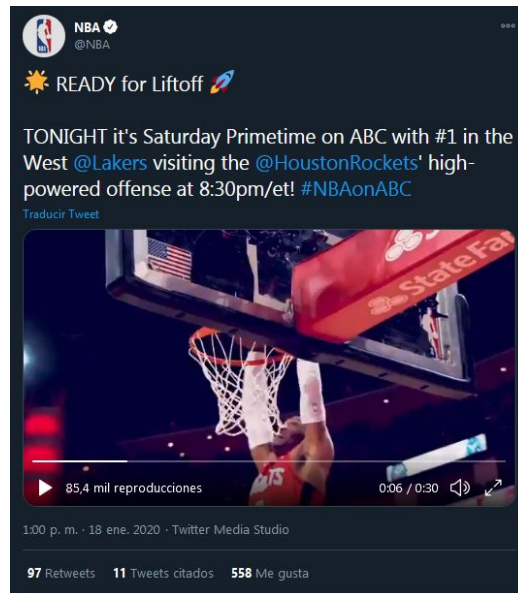 NBA
@NBA
READY for Liftoff
TONIGHT it's Saturday Primetime on ABC with #1 in the
West @Lakers visiting the @HoustonRockets' high-
powered offense at 8:30pm/et! #NBAonABC
Traducir Tweet
State Farm
TS
85,4 mil reproducciones
0:06 / 0:30
1:00 p. m. · 18 ene. 2020 · Twitter Media Studio
97 Retweets 11 Tweets citados 558 Me gusta